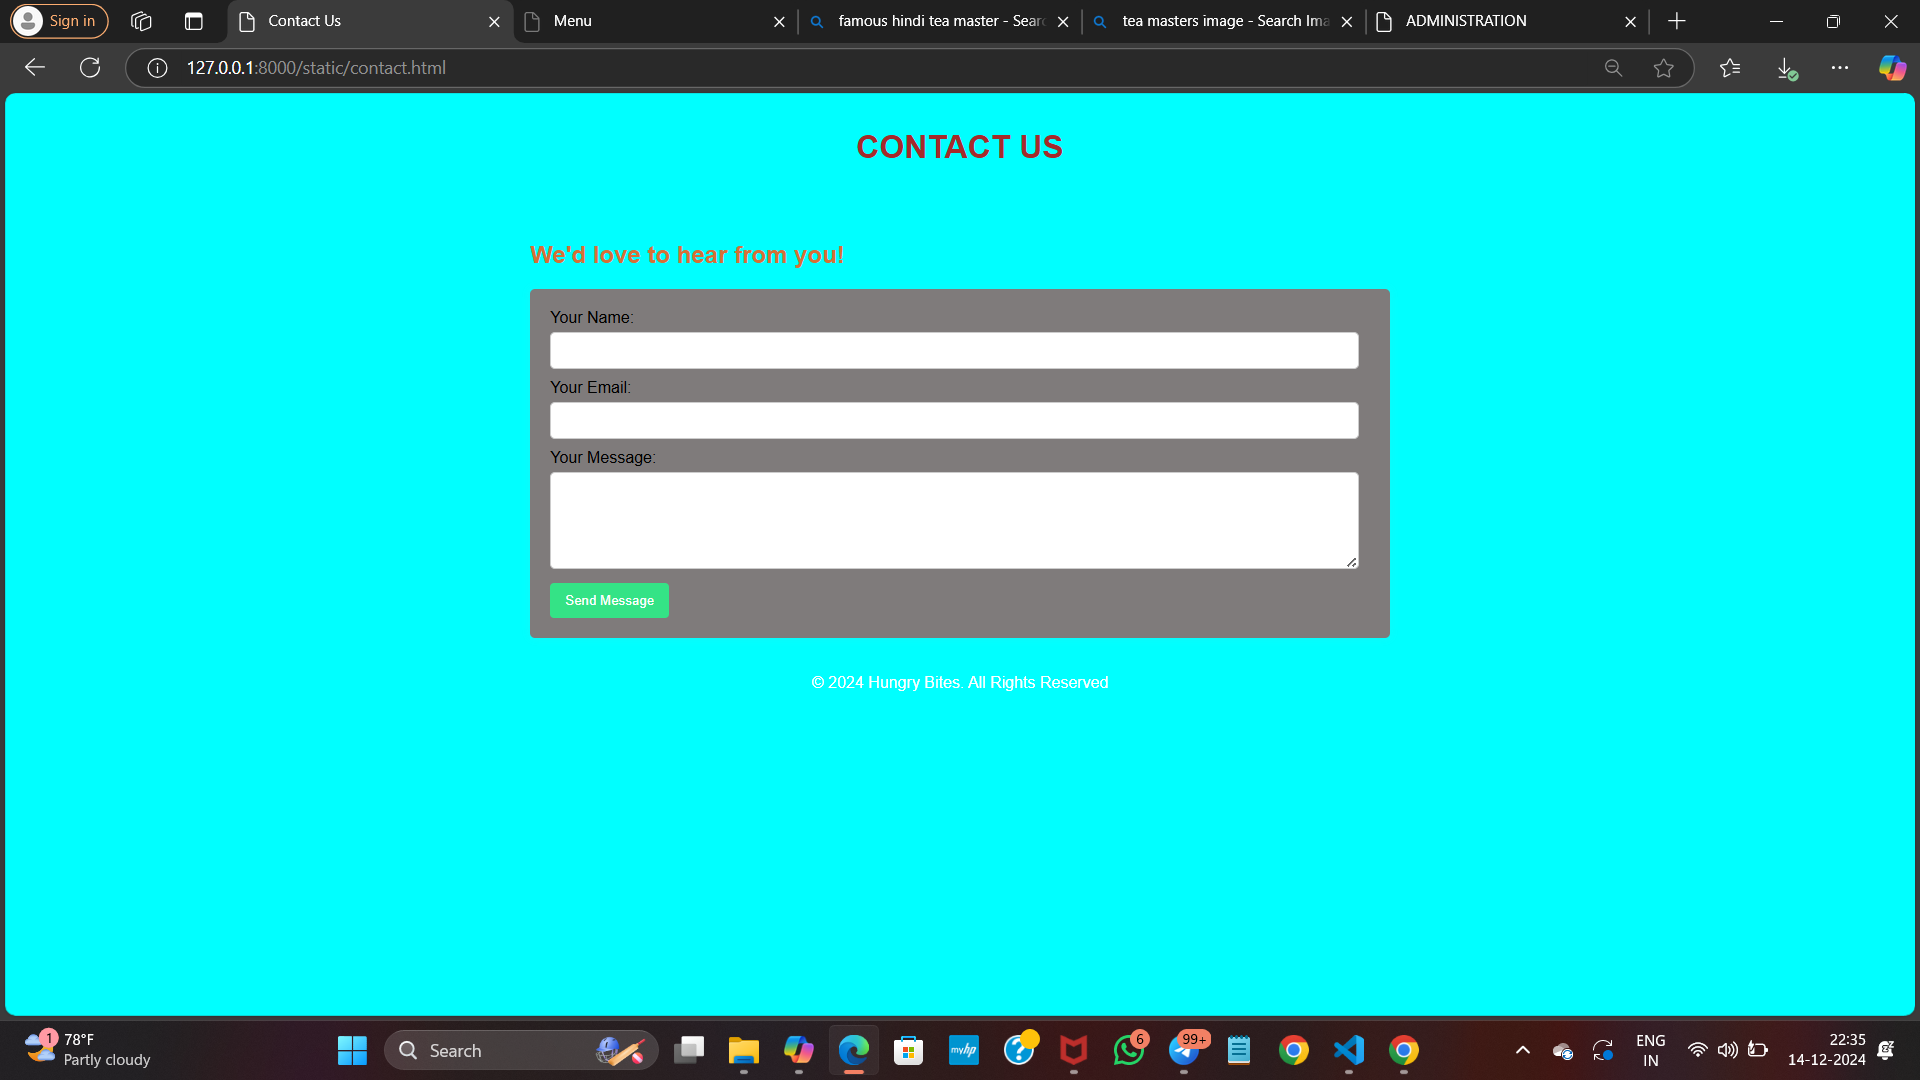 Sign in
Contact Us
Menu
famous hindi tea master - Sear
tea masters image - Search Ima
ADMINISTRATION
127.0.0.1:8000/static/contact.html
CONTACT US
We'd love to hear from you!
Your Name:
Your Email:
Your Message:
Send Message
© 2024 Hungry Bites. All Rights Reserved
1
78°F
Partly cloudy
Search
myhp
6
99+
ENG
IN
22:35
14-12-2024